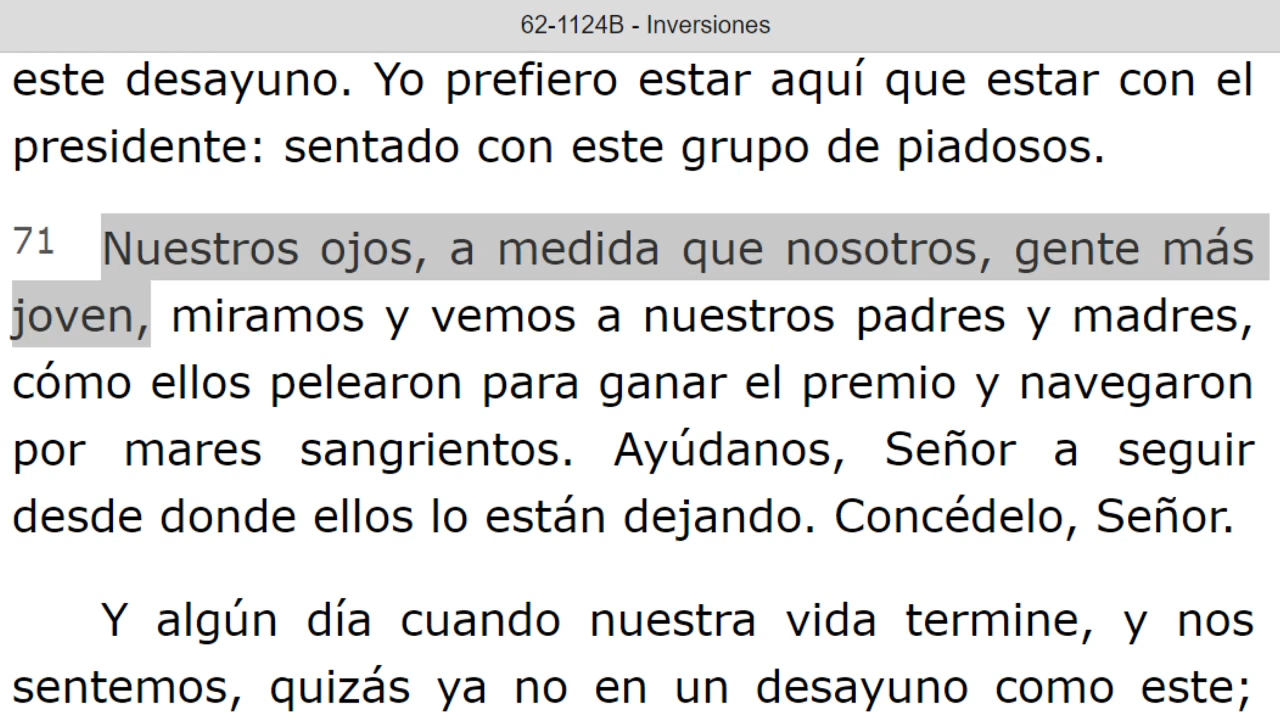 62-1124B - Inversiones
este desayuno. Yo prefiero estar aquí que estar con el
presidente: sentado con este grupo de piadosos.
71 Nuestros ojos, a medida que nosotros, gente más
joven, miramos y vemos a nuestros padres y madres,
cómo ellos pelearon para ganar el premio y navegaron
por mares sangrientos. Ayúdanos, Señor a seguir
desde donde ellos lo están dejando. Concédelo, Señor.
Y algún día cuando nuestra vida termine, y nos
sentemos, quizás ya no en un desayuno como este;